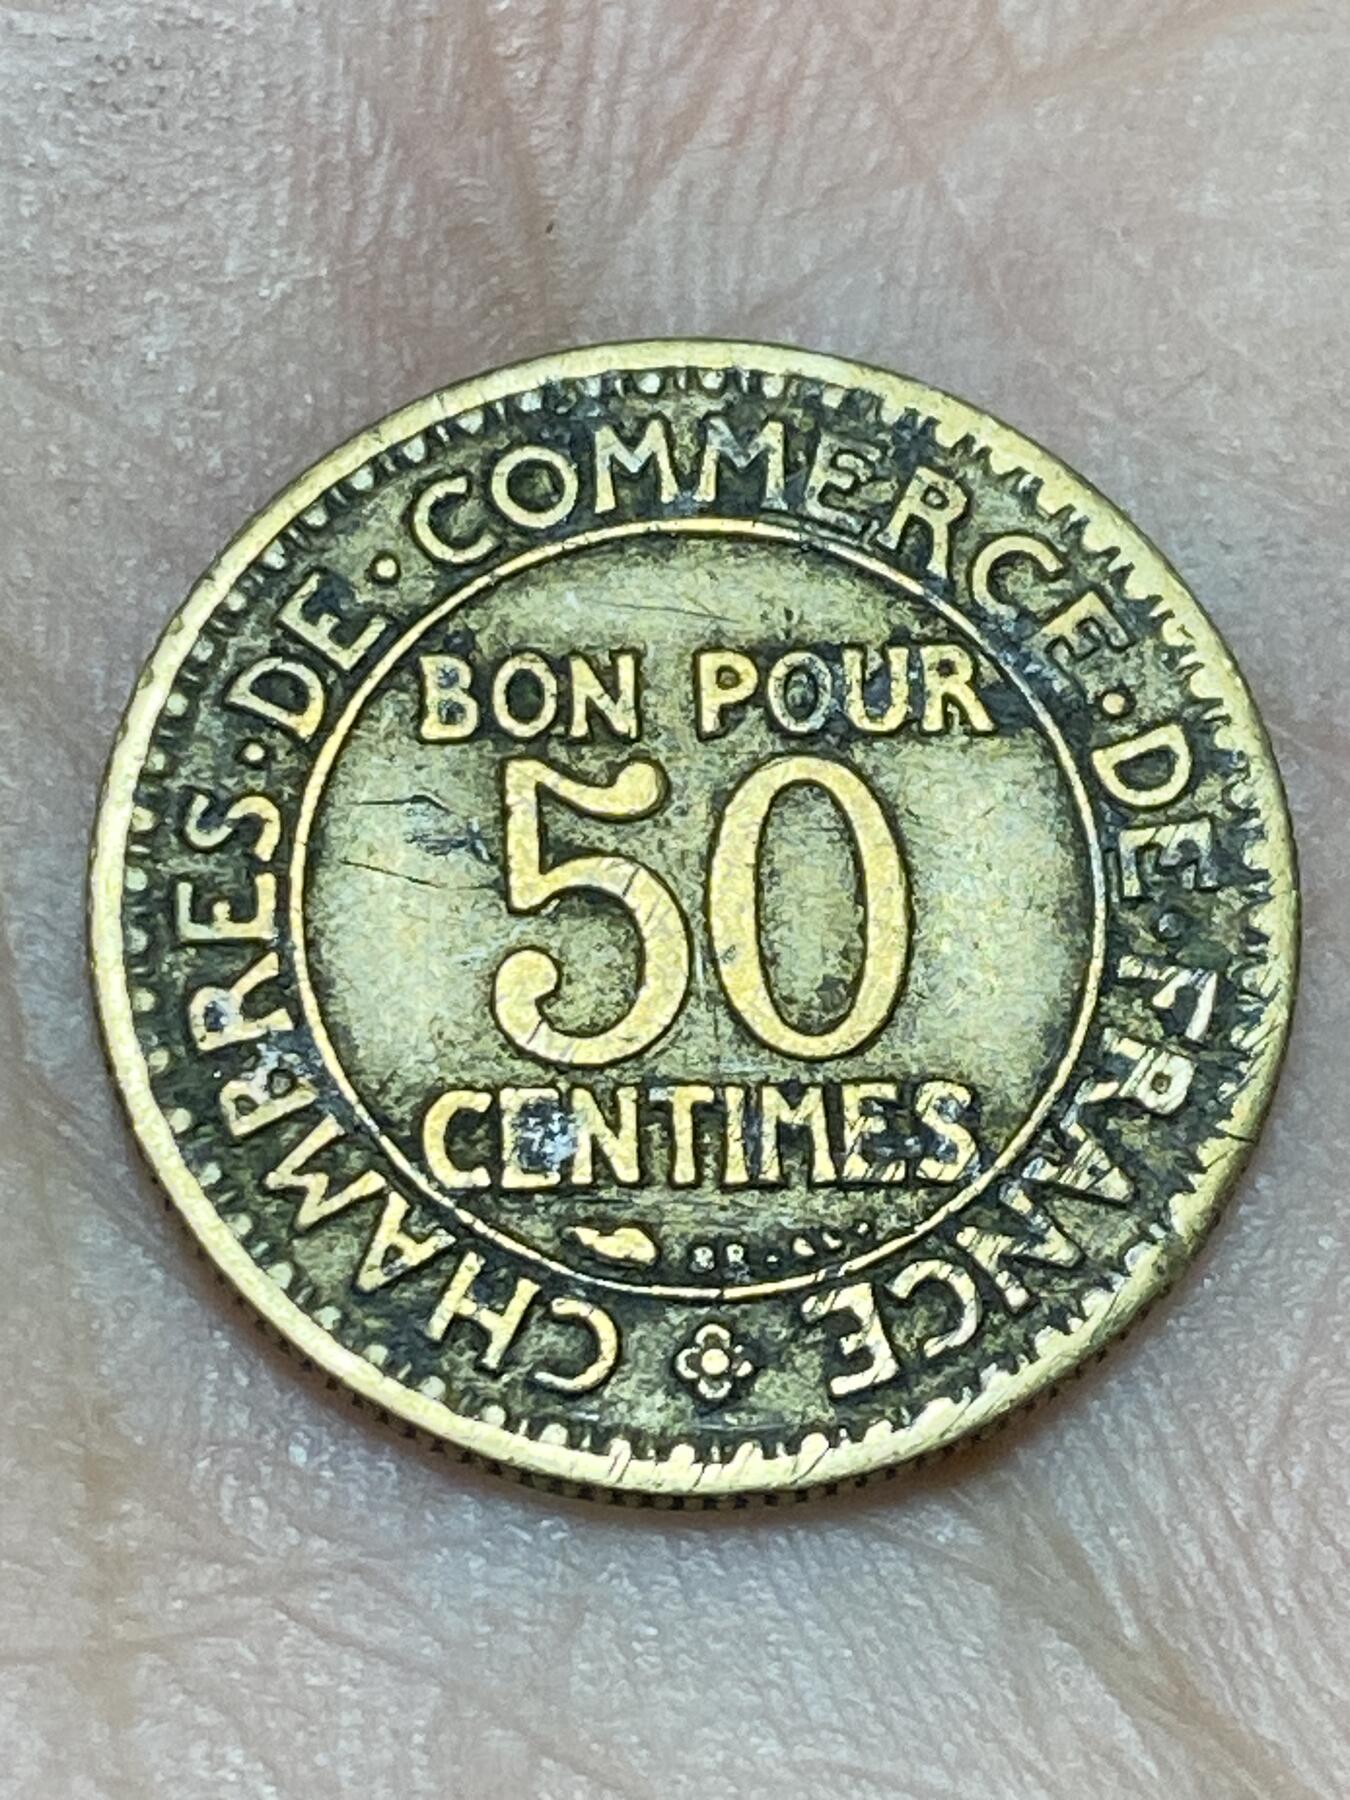 CHAMBRES · DE · COMMERCE · DE · FRANCE
BON POUR
50
CENTIMES